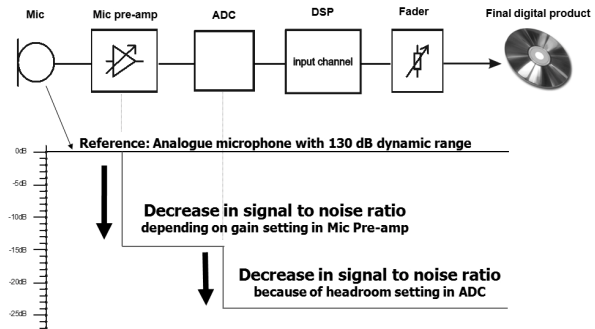 Mic Mic pre-amp ADC DSP Fader Final digital product
input channel
Reference: Analogue microphone with 130 dB dynamic range
0dB
-5dB
-10dB
Decrease in signal to noise ratio
depending on gain setting in Mic Pre-amp
-15dB
-20dB
Decrease in signal to noise ratio
because of headroom setting in ADC
-25dB